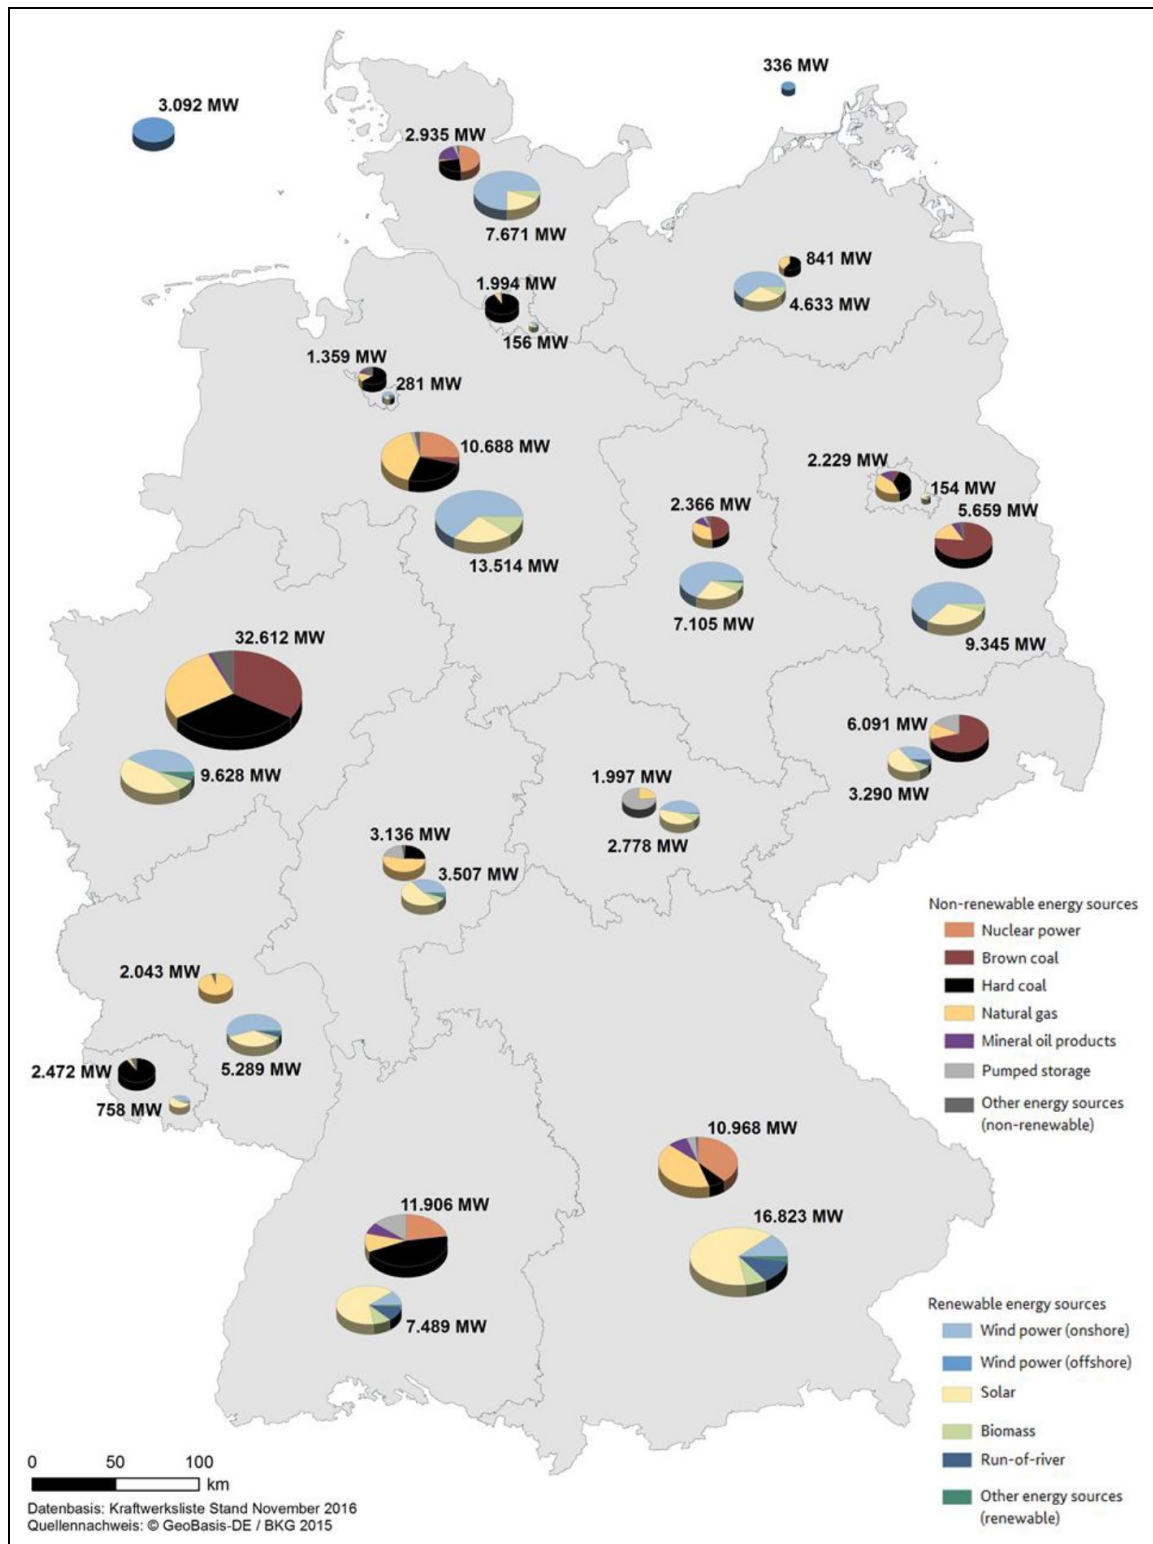 336 MW
3.092 MW
2.935 MW
7.671 MW
841 MW
1.994 MW
4.633 MW
156 MW
1.359 MW
281 MW
10.688 MW
2.229 MW
154 MW
2.366 MW
5.659 MW
13.514 MW
7.105 MW
9.345 MW
32.612 MW
6.091 MW
9.628 MW
1.997 MW
3.290 MW
3.136 MW
2.778 MW
3.507 MW
Non-renewable energy sources
Nuclear power
Brown coal
Hard coal
Natural gas
Mineral oil products
Pumped storage
Other energy sources
(non-renewable)
2.043 MW
2.472 MW
5.289 MW
758 MW
10.968 MW
11.906 MW
16.823 MW
7.489 MW
Renewable energy sources
Wind power (onshore)
Wind power (offshore)
Solar
Biomass
Run-of-river
Other energy sources
(renewable)
0 50 100
km
Datenbasis: Kraftwerksliste Stand November 2016
Quellennachweis: © GeoBasis-DE / BKG 2015